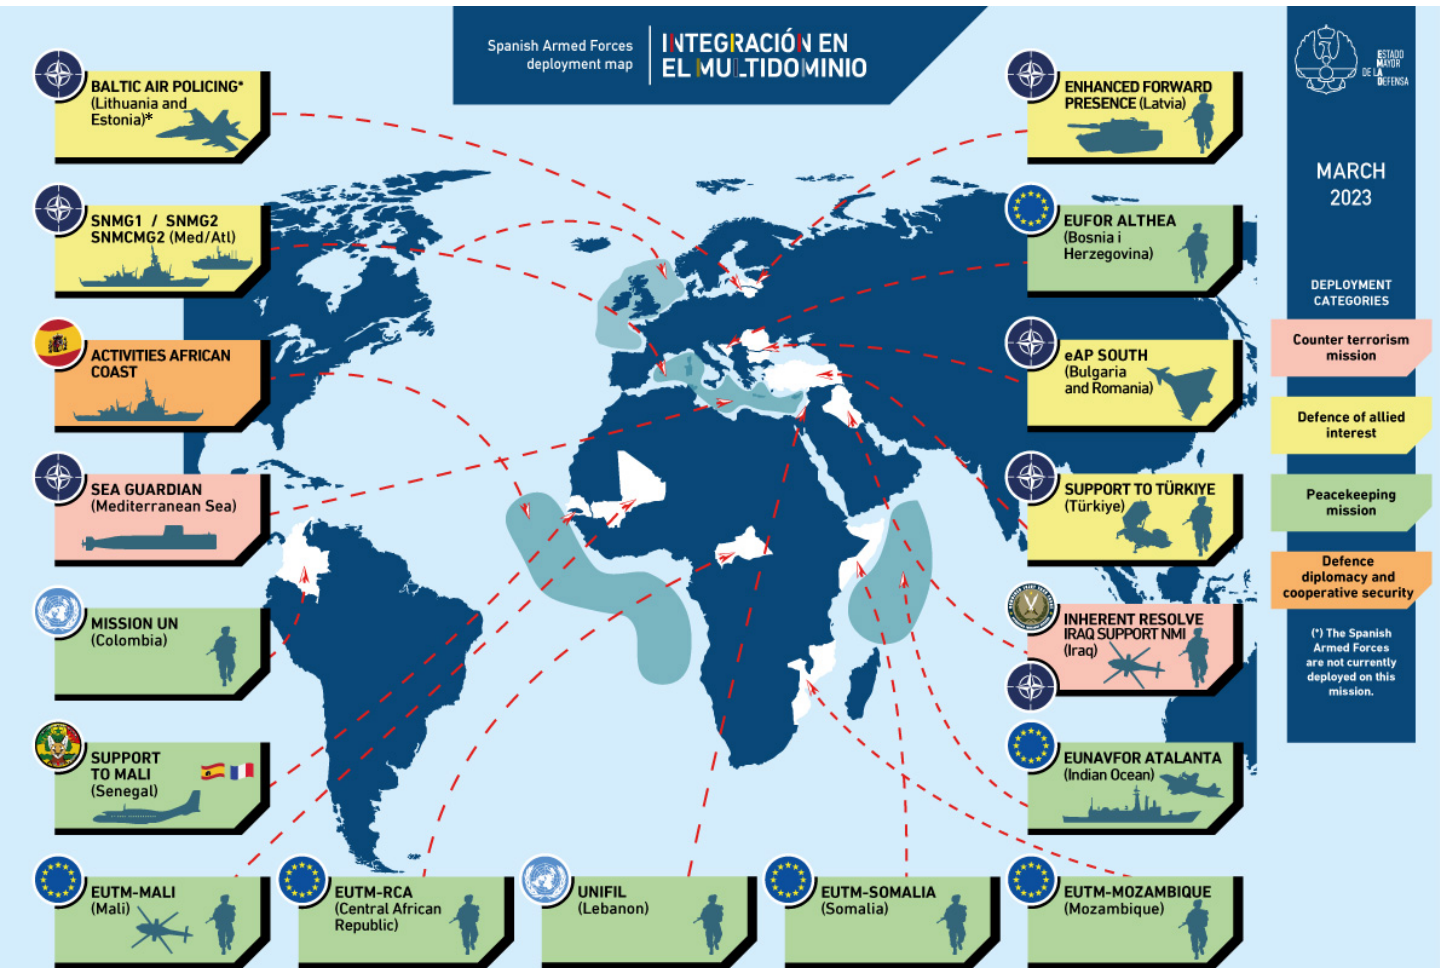 Spanish Armed Forces
deployment map
INTEGRACIÓN EN
EL MULTIDOMINIO
BALTIC AIR POLICING*
(Lithuania and
Estonia)*
SNMG1 / SNMG2
SNMCMG2 (Med/Atl)
ACTIVITIES AFRICAN
COAST
SEA GUARDIAN
(Mediterranean Sea)
MISSION UN
(Colombia)
SUPPORT
TO MALI
(Senegal)
EUTM-MALI
(Mali)
EUTM-RCA
(Central African
Republic)
UNIFIL
(Lebanon)
EUTM-SOMALIA
(Somalia)
EUTM-MOZAMBIQUE
(Mozambique)
ENHANCED FORWARD
PRESENCE (Latvia)
EUFOR ALTHEA
(Bosnia i
Herzegovina)
eAP SOUTH
(Bulgaria
and Romania)
SUPPORT TO TÜRKIYE
(Türkiye)
INHERENT RESOLVE
IRAQ SUPPORT NMI
(Iraq)
EUNAVFOR ATALANTA
(Indian Ocean)
ESTADO
MAYOR
DE LA DEFENSA
MARCH
2023
DEPLOYMENT
CATEGORIES
Counter terrorism
mission
Defence of allied
interest
Peacekeeping
mission
Defence
diplomacy and
cooperative security
(*) The Spanish
Armed Forces
are not currently
deployed on this
mission.